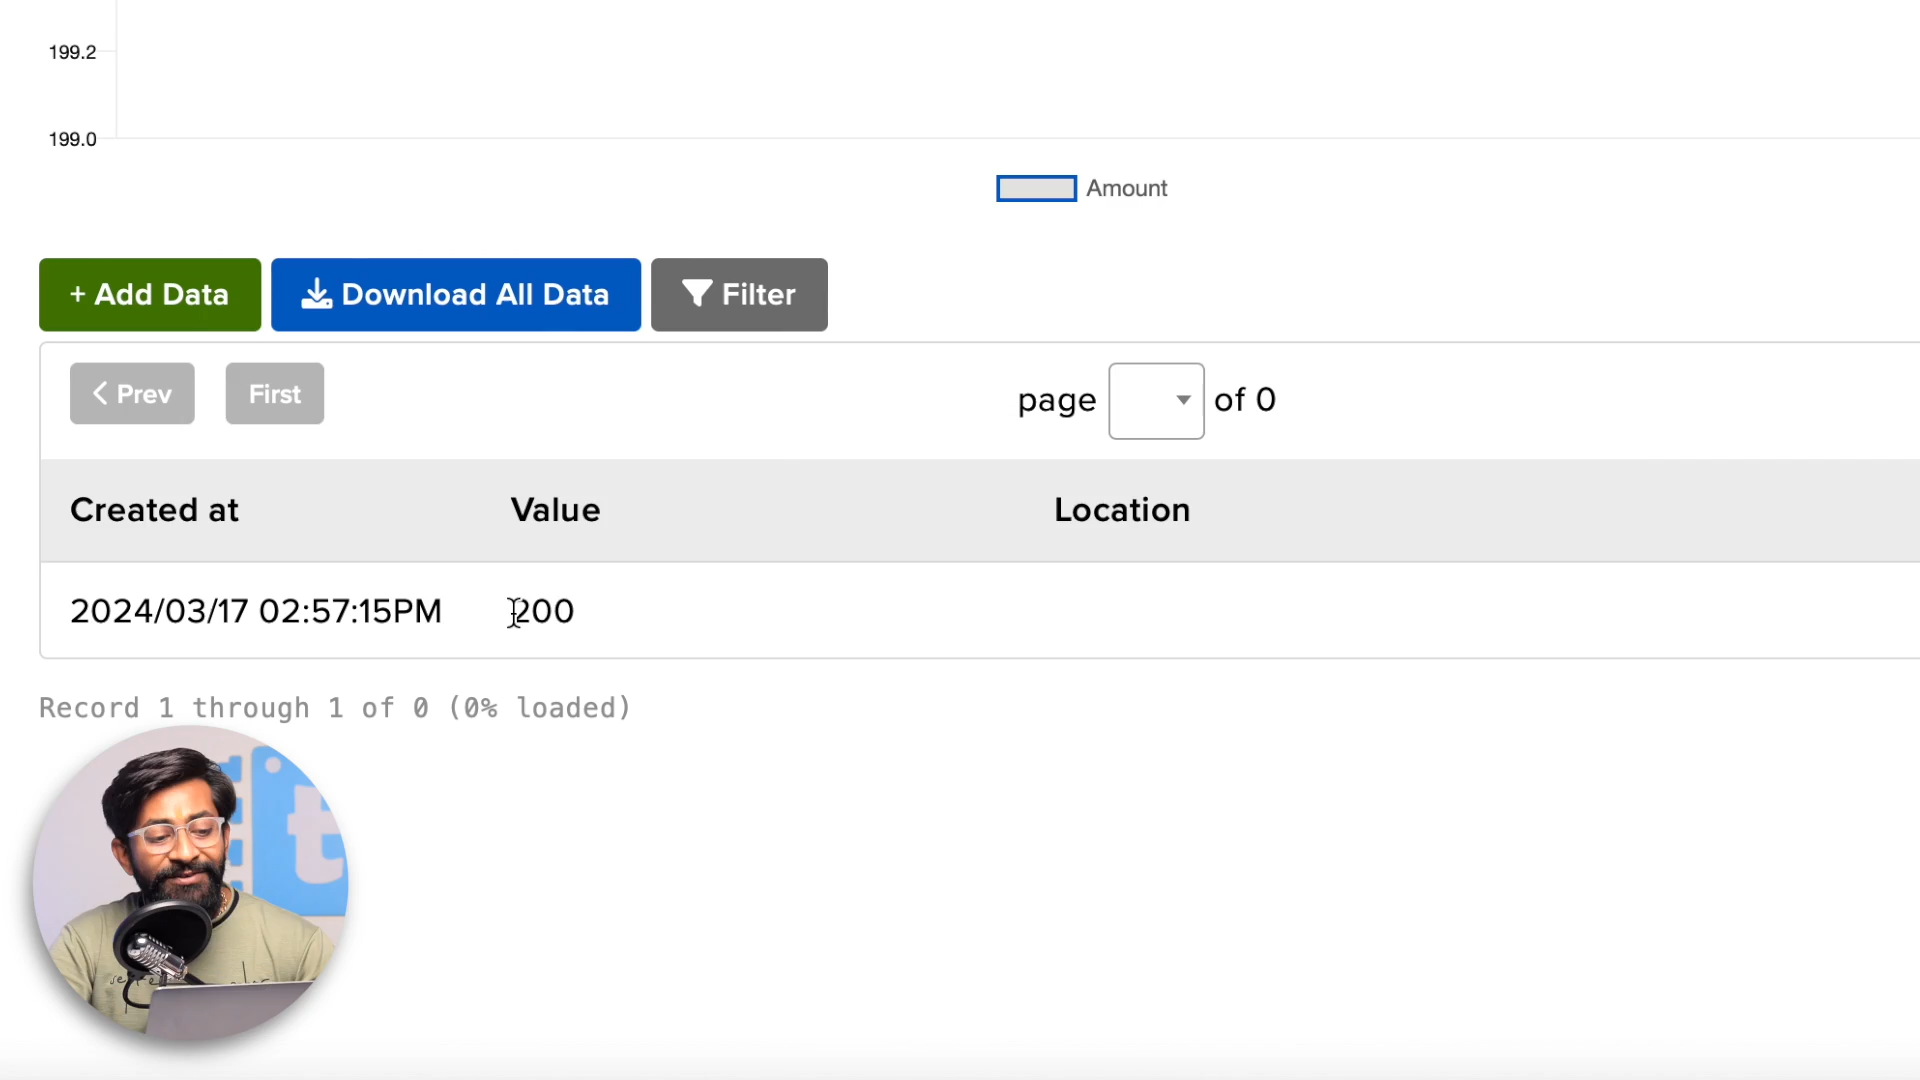 199.2
199.0
Amount
+ Add Data
Download All Data
Filter
Prev
First
page
of 0
Created at
Value
Location
2024/03/17 02:57:15PM
200
Record 1 through 1 of 0 (0% loaded)
t